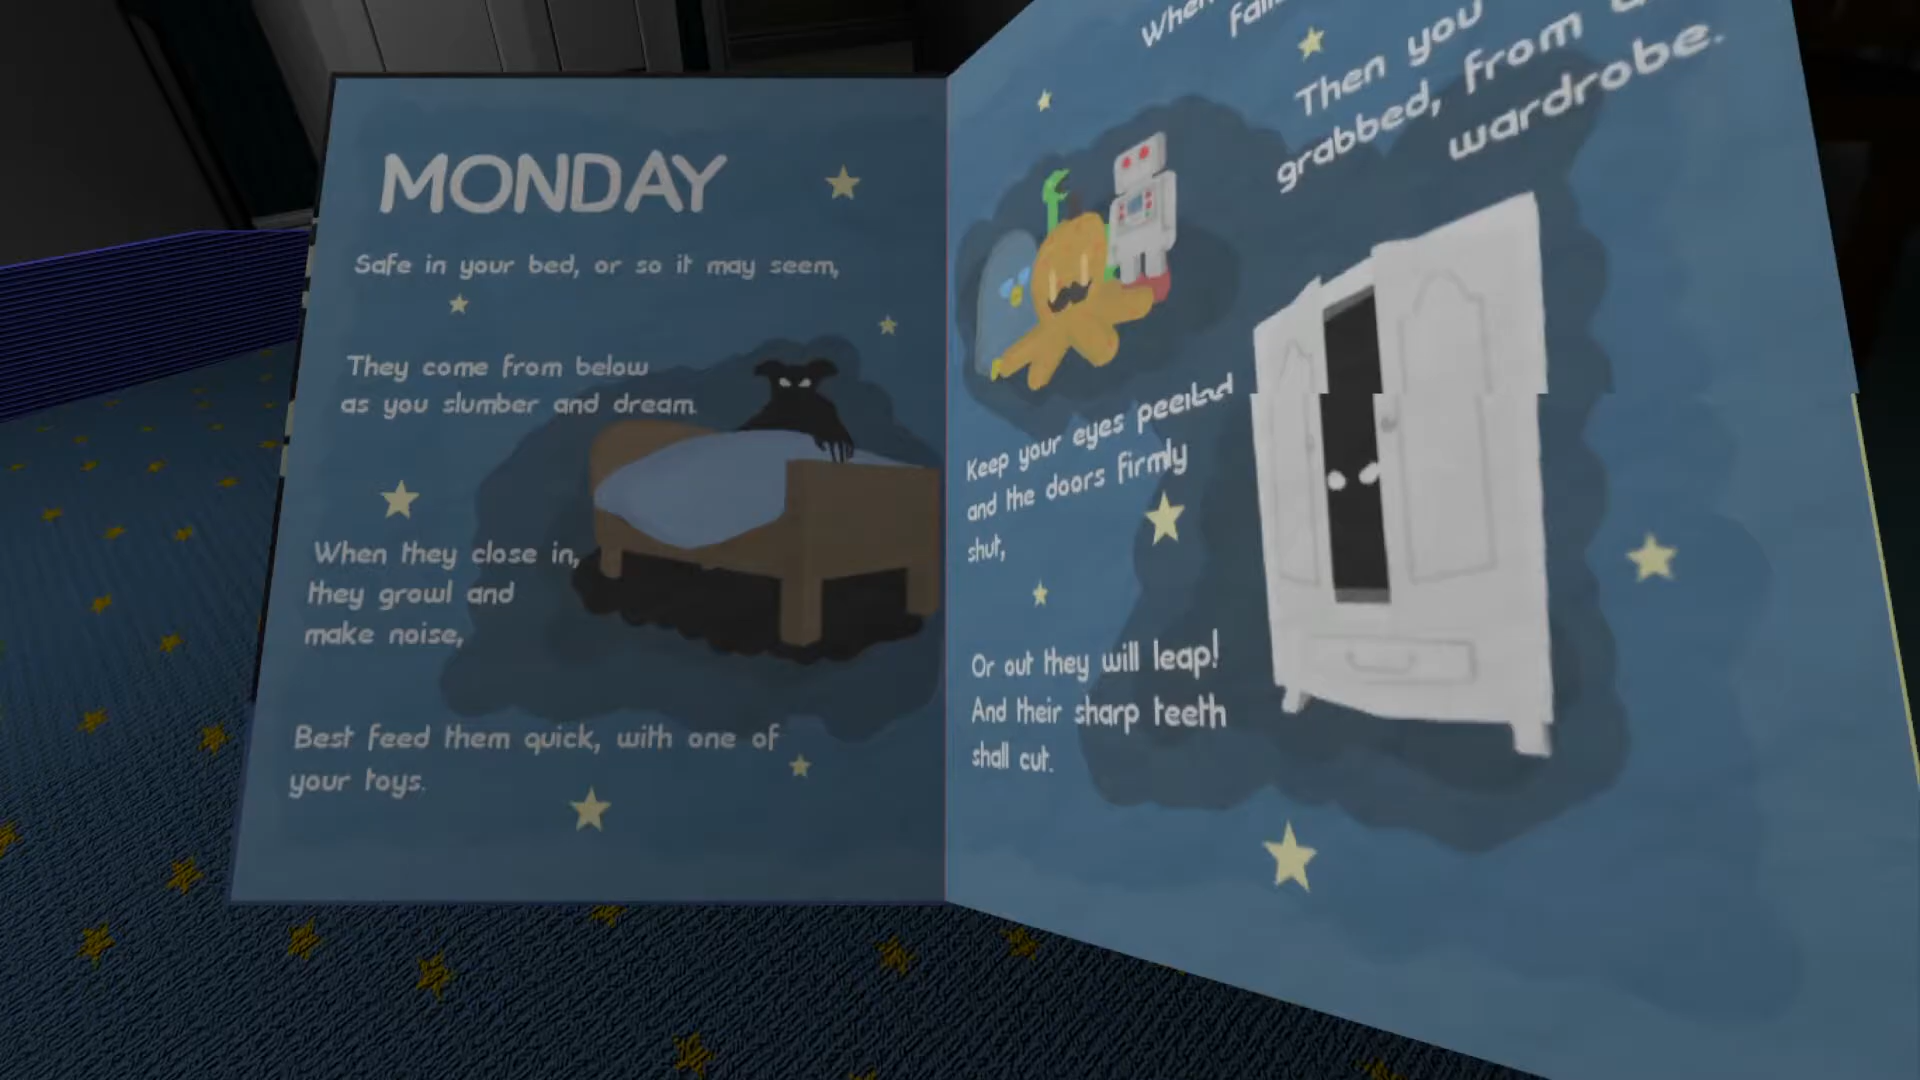 MONDAY
Safe in your bed, or so it may seem,
They come from below
as you slumber and dream.
When they close in,
they growl and
make noise,
Best feed them quick, with one of
your toys.
When
Then you
grabbed, from
wardrobe.
Keep your eyes peeled
and the doors firmly
shut,
Or out they will leap!
And their sharp teeth
shall cut.